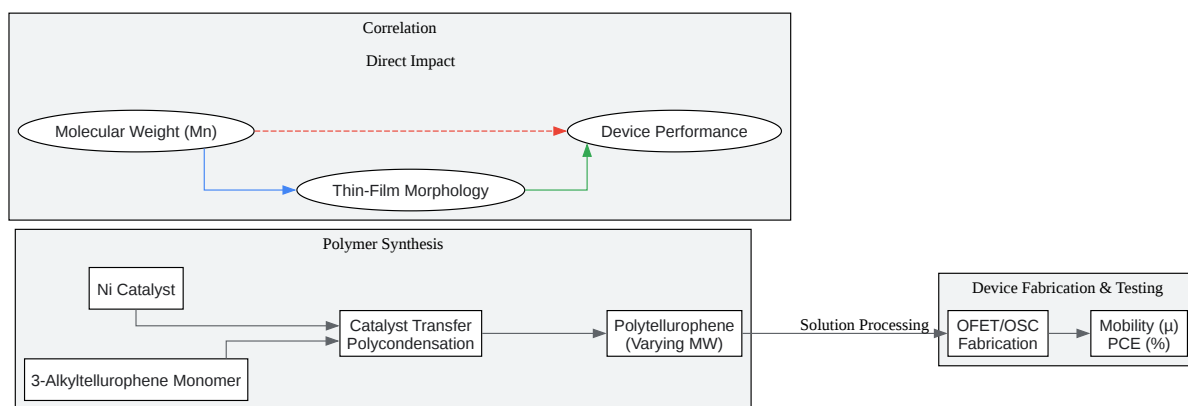 Correlation
Direct Impact
Molecular Weight (Mn)
Device Performance
Thin-Film Morphology
Polymer Synthesis
Ni Catalyst
3-Alkyltellurophene Monomer
Catalyst Transfer
Polycondensation
Polytellurophene
(Varying MW)
Solution Processing
Device Fabrication & Testing
OFET/OSC
Fabrication
Mobility (μ)
PCE (%)